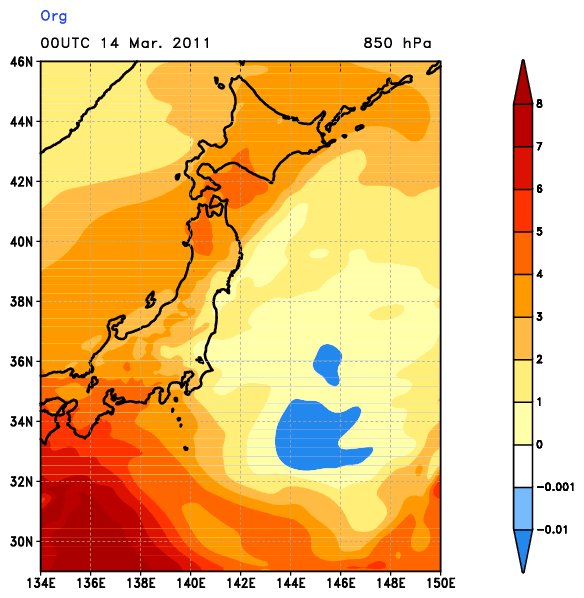 Org
00UTC 14 Mar. 2011 850 hPa
46N
44N
42N
40N
38N
36N
34N
32N
30N
134E 136E 138E 140E 142E 144E 146E 148E 150E
8
7
6
5
4
3
2
1
0
-0.001
-0.01